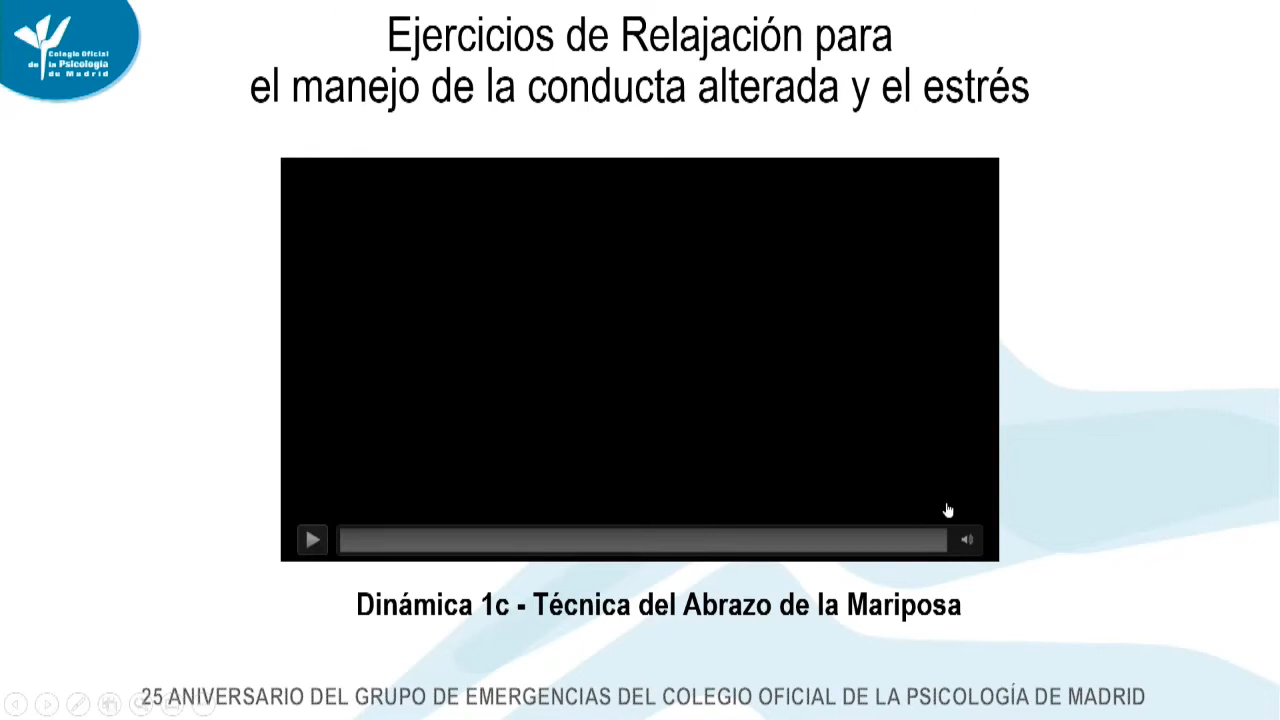 Colegio Oficial
de la Psicología
de Madrid
Ejercicios de Relajación para
el manejo de la conducta alterada y el estrés
Dinámica 1c - Técnica del Abrazo de la Mariposa
25 ANIVERSARIO DEL GRUPO DE EMERGENCIAS DEL COLEGIO OFICIAL DE LA PSICOLOGÍA DE MADRID